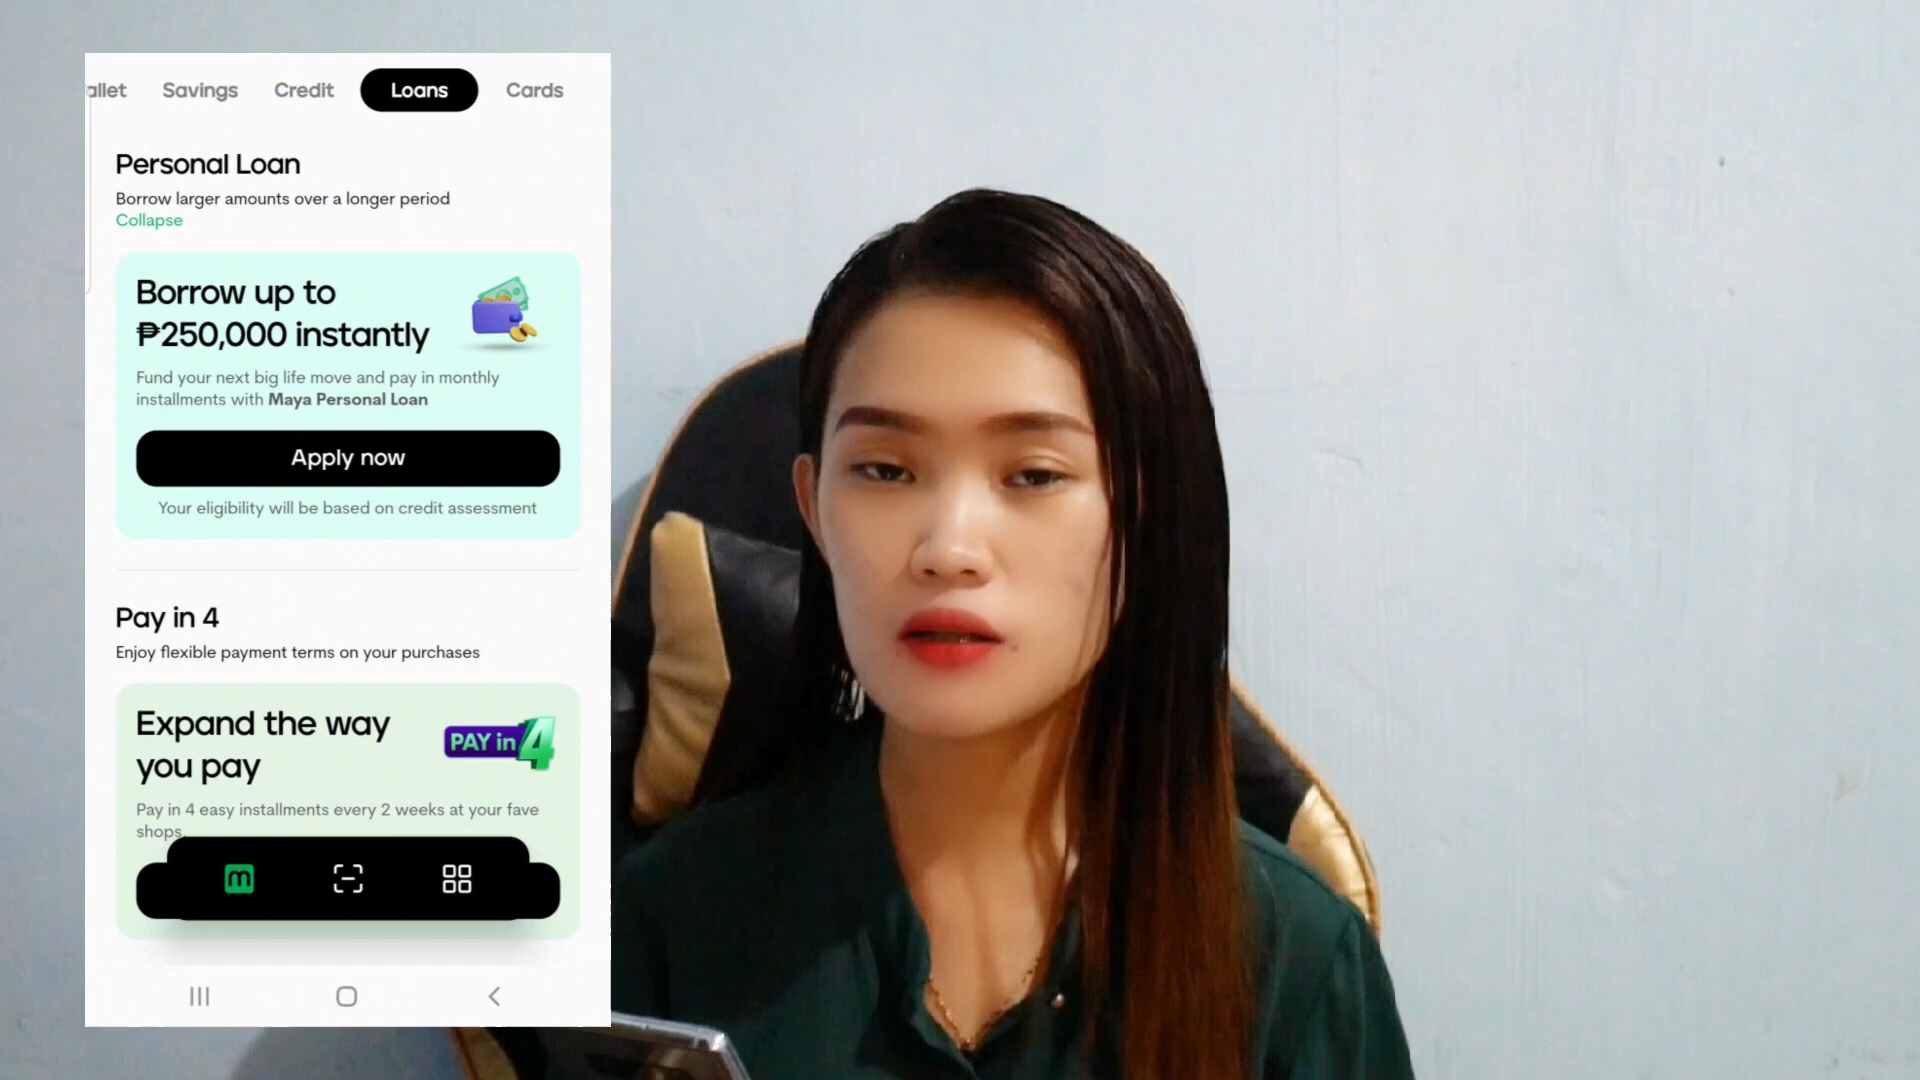 allet Savings Credit Loans Cards
Personal Loan
Borrow larger amounts over a longer period
Collapse
Borrow up to
₱250,000 instantly
Fund your next big life move and pay in monthly
installments with Maya Personal Loan
Apply now
Your eligibility will be based on credit assessment
Pay in 4
Enjoy flexible payment terms on your purchases
Expand the way
you pay
PAY in 4
Pay in 4 easy installments every 2 weeks at your fave
shops.
m